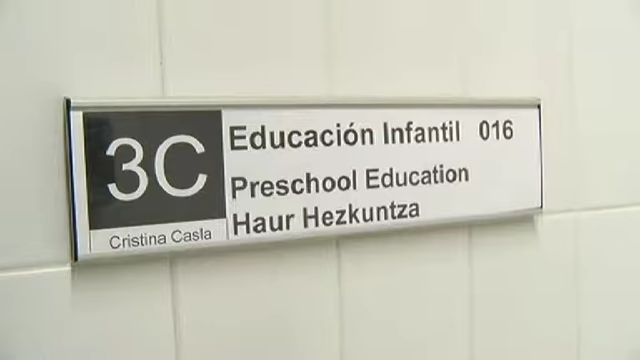 3C
Cristina Casla
Educación Infantil 016
Preschool Education
Haur Hezkuntza